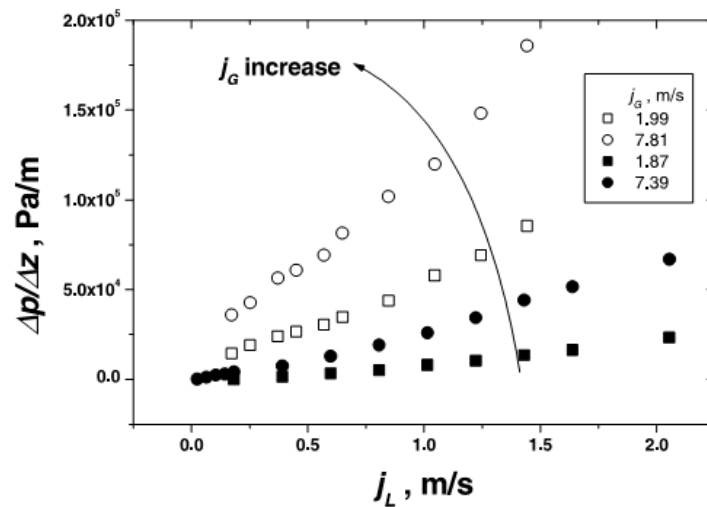 2.0x10⁵
1.5x10⁵
1.0x10⁵
5.0x10⁴
0.0
Δp/Δz , Pa/m
j_G increase
j_G , m/s
1.99
7.81
1.87
7.39
0.0 0.5 1.0 1.5 2.0
j_L , m/s